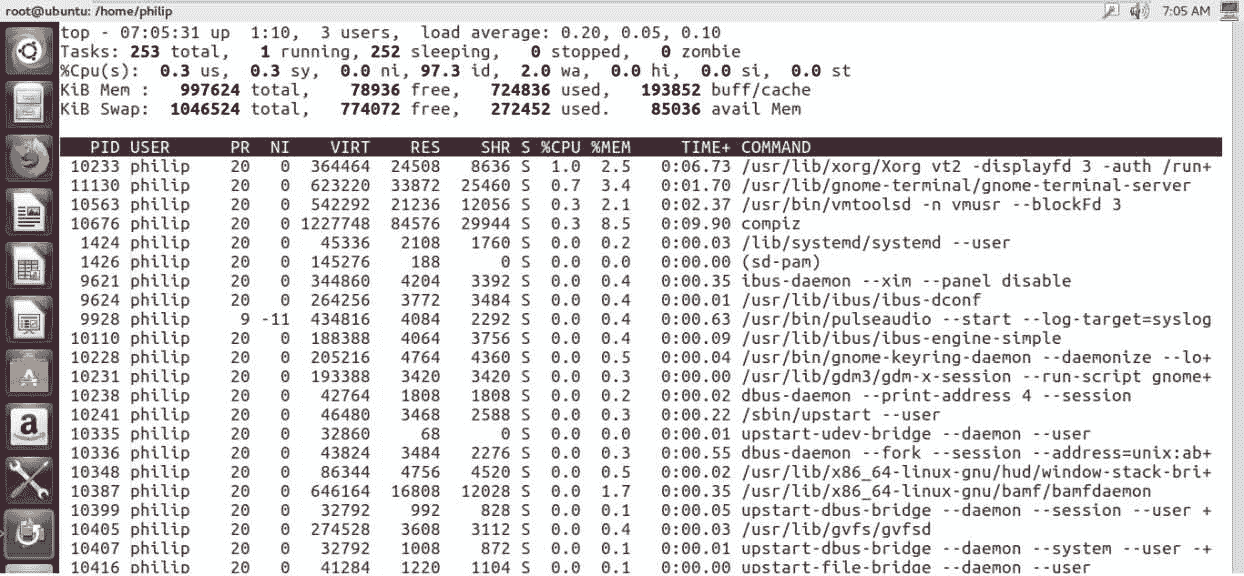 root@ubuntu: /home/philip 7:05 AM
top - 07:05:31 up  1:10,  3 users,  load average: 0.20, 0.05, 0.10
Tasks: 253 total,   1 running, 252 sleeping,   0 stopped,   0 zombie
%Cpu(s):  0.3 us,  0.3 sy,  0.0 ni, 97.3 id,  2.0 wa,  0.0 hi,  0.0 si,  0.0 st
KiB Mem :   997624 total,    78936 free,   724836 used,   193852 buff/cache
KiB Swap:  1046524 total,   774072 free,   272452 used.    85036 avail Mem
PID USER      PR  NI    VIRT    RES    SHR S %CPU %MEM     TIME+ COMMAND
10233 philip    20   0  364464  24508   8636 S  1.0  2.5   0:06.73 /usr/lib/xorg/Xorg vt2 -displayfd 3 -auth /run+
11130 philip    20   0  623220  33872  25460 S  0.7  3.4   0:01.70 /usr/lib/gnome-terminal/gnome-terminal-server
10563 philip    20   0  542292  21236  12056 S  0.3  2.1   0:02.37 /usr/bin/vmtoolsd -n vmusr --blockFd 3
10676 philip    20   0 1227748  84576  29944 S  0.3  8.5   0:09.90 compiz
1424 philip    20   0   45336   2108   1760 S  0.0  0.2   0:00.03 /lib/systemd/systemd --user
1426 philip    20   0  145276    188      0 S  0.0  0.0   0:00.00 (sd-pam)
9621 philip    20   0  344860   4204   3392 S  0.0  0.4   0:00.35 ibus-daemon --xim --panel disable
9624 philip    20   0  264256   3772   3484 S  0.0  0.4   0:00.01 /usr/lib/ibus/ibus-dconf
9928 philip     9 -11  434816   4084   2292 S  0.0  0.4   0:00.63 /usr/bin/pulseaudio --start --log-target=syslog
10110 philip    20   0  188388   4064   3756 S  0.0  0.4   0:00.09 /usr/lib/ibus/ibus-engine-simple
10228 philip    20   0  205216   4764   4360 S  0.0  0.5   0:00.04 /usr/bin/gnome-keyring-daemon --daemonize --lo+
10231 philip    20   0  193388   3420   3420 S  0.0  0.3   0:00.00 /usr/lib/gdm3/gdm-x-session --run-script gnome+
10238 philip    20   0   42764   1808   1808 S  0.0  0.2   0:00.02 dbus-daemon --print-address 4 --session
10241 philip    20   0   46480   3468   2588 S  0.0  0.3   0:00.22 /sbin/upstart --user
10335 philip    20   0   32860     68      0 S  0.0  0.0   0:00.01 upstart-udev-bridge --daemon --user
10336 philip    20   0   43824   3484   2276 S  0.0  0.3   0:00.55 dbus-daemon --fork --session --address=unix:ab+
10348 philip    20   0   86344   4756   4520 S  0.0  0.5   0:00.02 /usr/lib/x86_64-linux-gnu/hud/window-stack-bri+
10387 philip    20   0  646164  16808  12028 S  0.0  1.7   0:00.35 /usr/lib/x86_64-linux-gnu/bamf/bamfdaemon
10399 philip    20   0   32792    992    828 S  0.0  0.1   0:00.05 upstart-dbus-bridge --daemon --session --user +
10405 philip    20   0  274528   3608   3112 S  0.0  0.4   0:00.03 /usr/lib/gvfs/gvfsd
10407 philip    20   0   32792   1008    872 S  0.0  0.1   0:00.01 upstart-dbus-bridge --daemon --system --user -+
10416 philip    20   0   41284   1220   1104 S  0.0  0.1   0:00.00 upstart-file-bridge --daemon --user